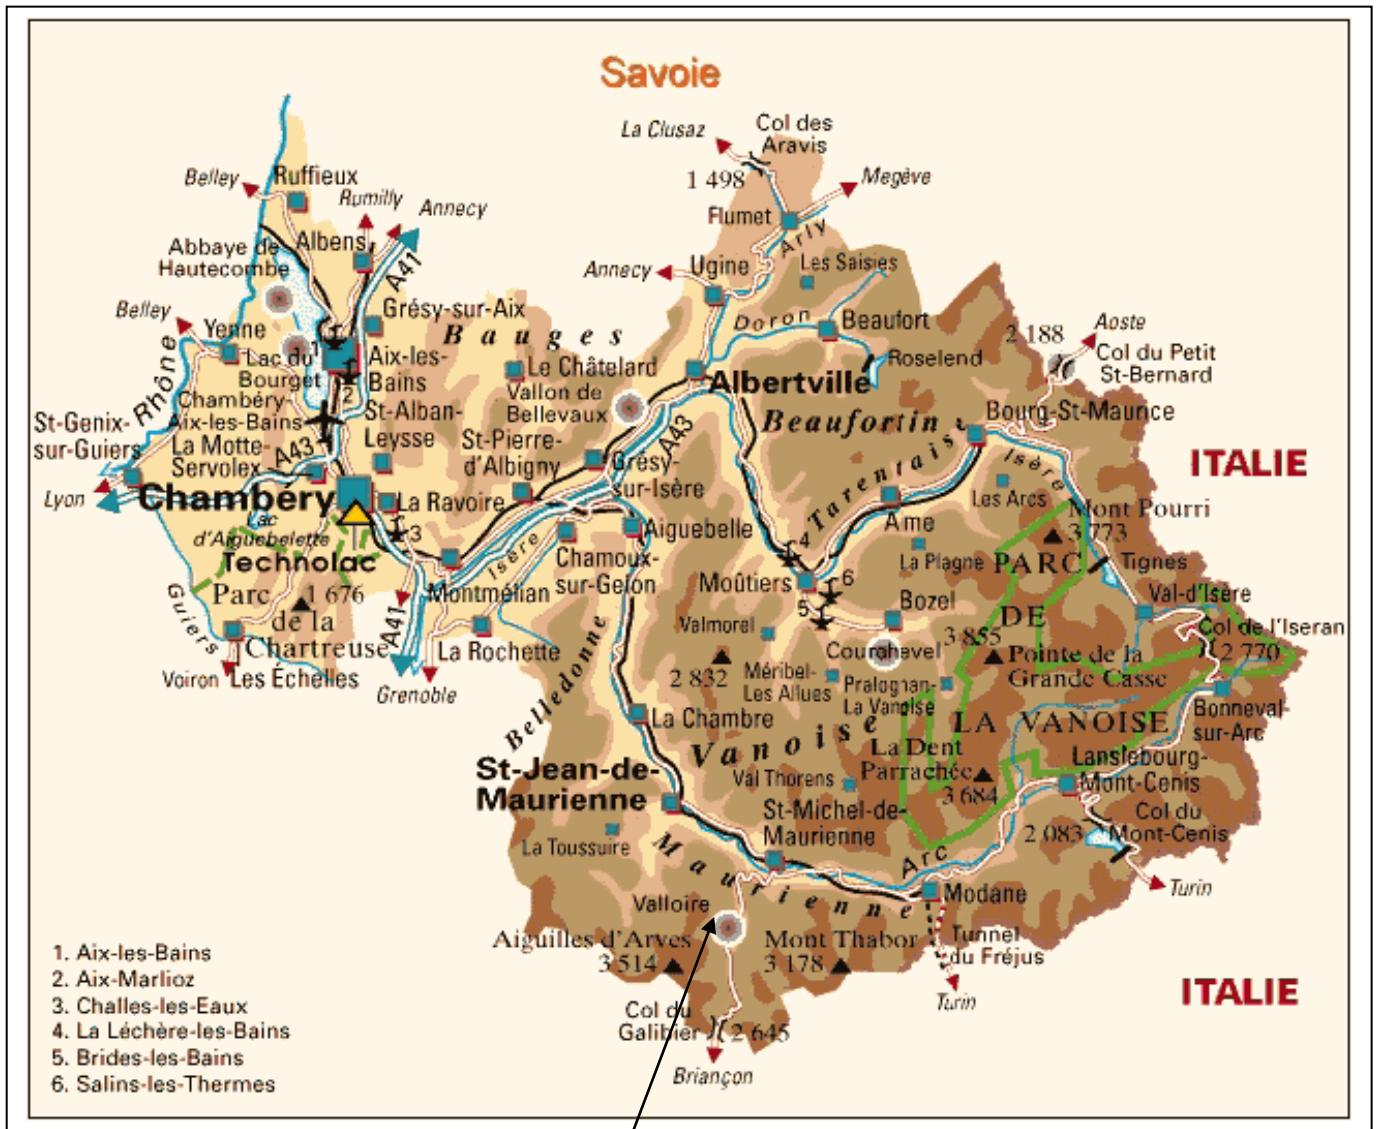 Savoie
La Clusaz
Col des
Aravis
1 498
Megève
Flumet
Arly
Belley
Ruffieux
Rumilly
Annecy
Abbaye de
Hautecombe
Albens
A41
Annecy
Ugine
Les Saisies
Belley
Yenne
Grésy-sur-Aix
Bauges
Doron
Beaufort
2 188
Aoste
Col du Petit
St-Bernard
Rhône
Lac du
Bourget
1
2
Aix-les-
Bains
Le Châtelard
Vallon de
Bellevaux
Albertville
Roselend
Beaufortin
Bourg-St-Maurice
St-Genix-
sur-Guiers
Chambéry-
Aix-les-Bains
La Motte-
Servolex
A43
St-Alban-
Leysse
St-Pierre-
d'Albigny
Grésy-
sur-Isère
A43
Tarentaise
Isère
ITALIE
Lyon
Chambéry
La Ravoire
Lac
d'Aiguebelette
3
Technolac
Isère
Aiguebelle
Les Arcs
Mont Pourri
3 773
Aime
La Plagne
4
Moûtiers
5
6
Bozel
PARC
DE
LA VANOISE
Tignes
Val-d'Isère
Col de l'Iseran
2 770
Guiers
Parc
de la
Chartreuse
1 676
A41
Montmélian
Chamoux-
sur-Gelon
Voiron
Les Échelles
Grenoble
La Rochette
Belledonne
Valmorel
2 832
Méribel-
Les Allues
Courchevel
Pralognan-
La Vanoise
3 855
Pointe de la
Grande Casse
Bonneval-
sur-Arc
La Chambre
Vanoise
La Dent
Parrachée
3 684
Val Thorens
Lanslebourg-
Mont-Cenis
St-Jean-de-
Maurienne
St-Michel-de-
Maurienne
Col du
Mont-Cenis
2 083
Turin
La Toussuire
Maurienne
Arc
Modane
Valloire
Aiguilles d'Arves
3 514
Mont Thabor
3 178
Tunnel
du Fréjus
Turin
ITALIE
Col du
Galibier
2 645
Briançon
1. Aix-les-Bains
2. Aix-Marlioz
3. Challes-les-Eaux
4. La Léchère-les-Bains
5. Brides-les-Bains
6. Salins-les-Thermes